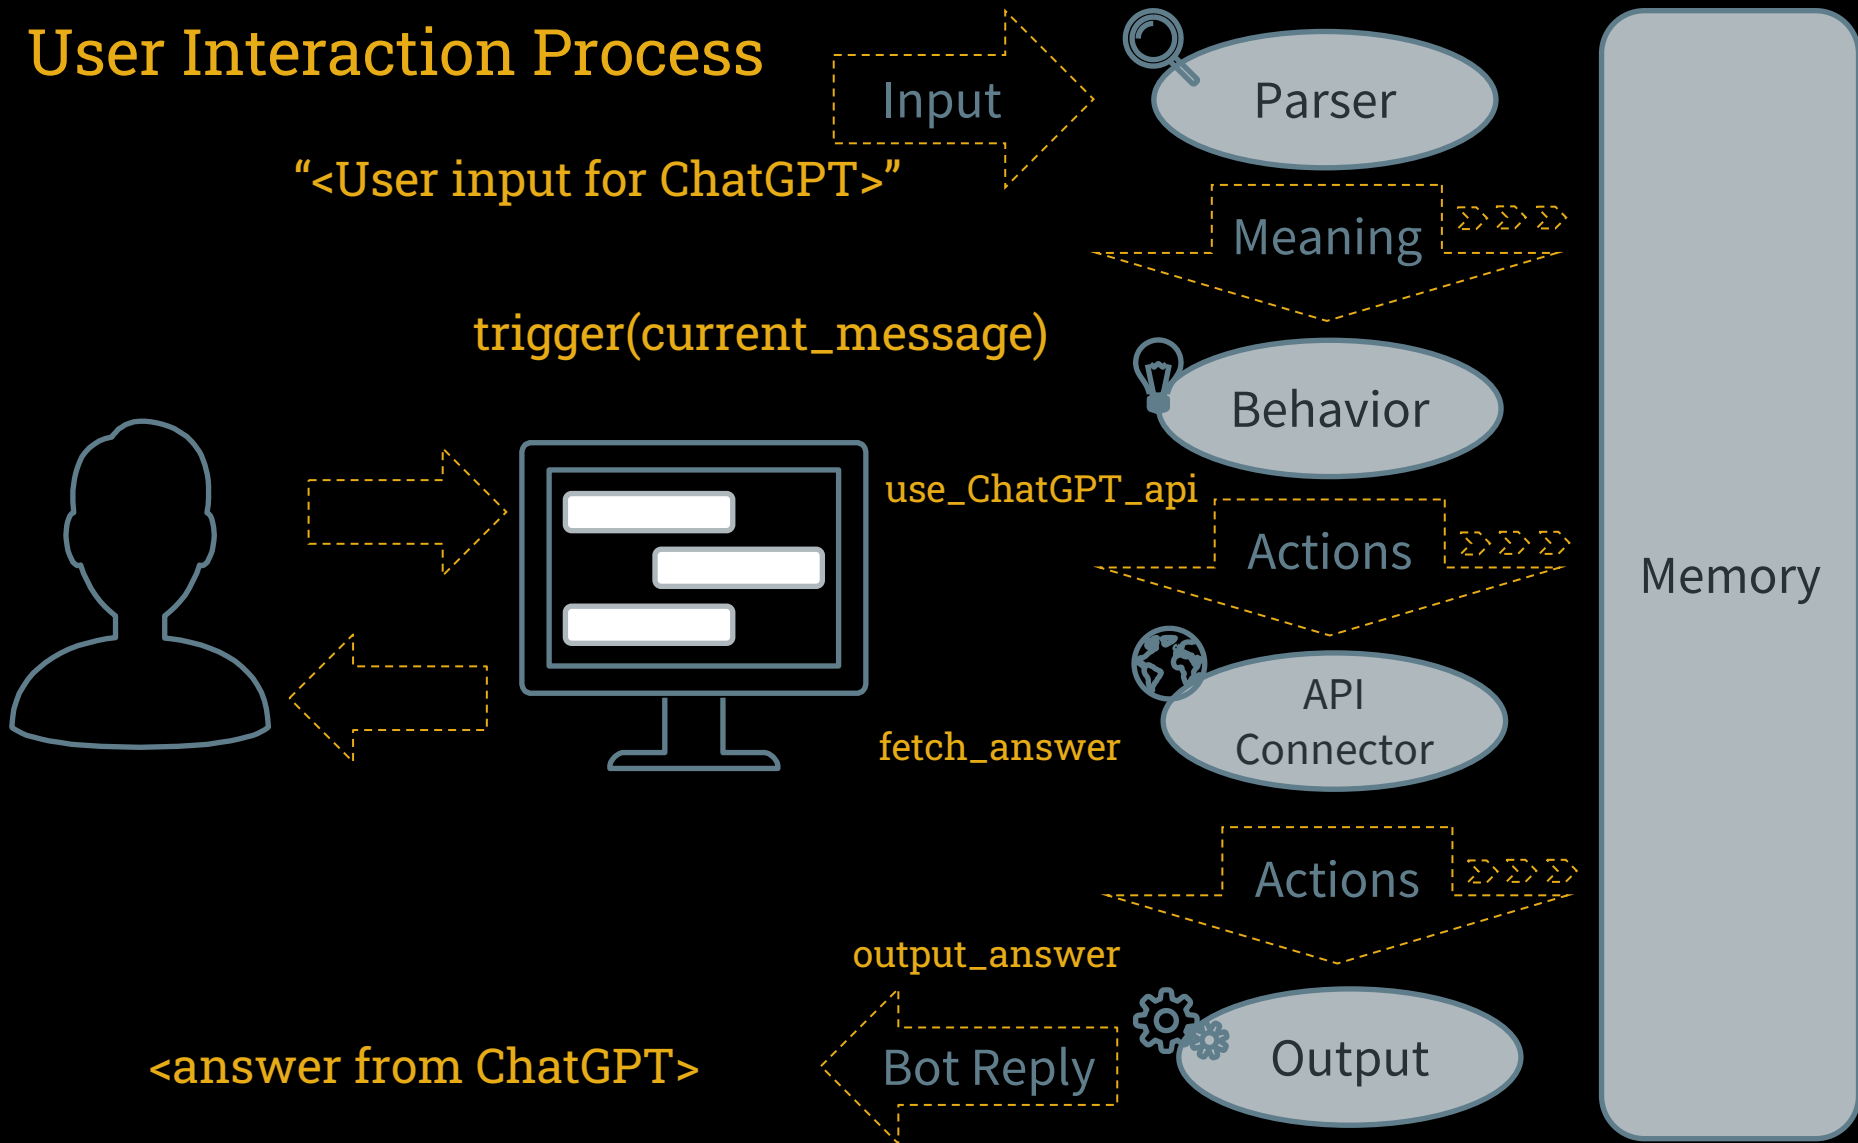 User Interaction Process
Input
Parser
“<User input for ChatGPT>”
Meaning
trigger(current_message)
Behavior
use_ChatGPT_api
Actions
Memory
API
Connector
fetch_answer
Actions
output_answer
Output
Bot Reply
<answer from ChatGPT>